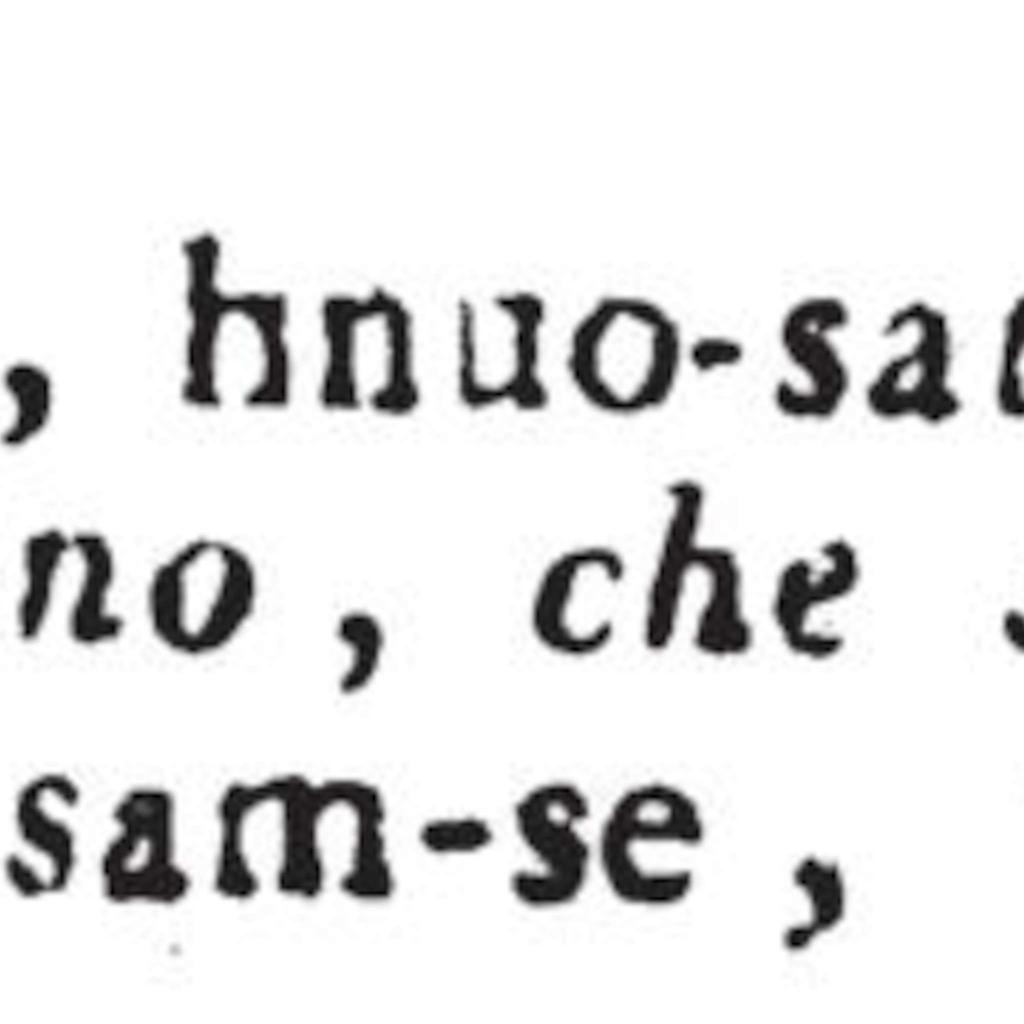 , hnuo-sa
no, che
sam-se,